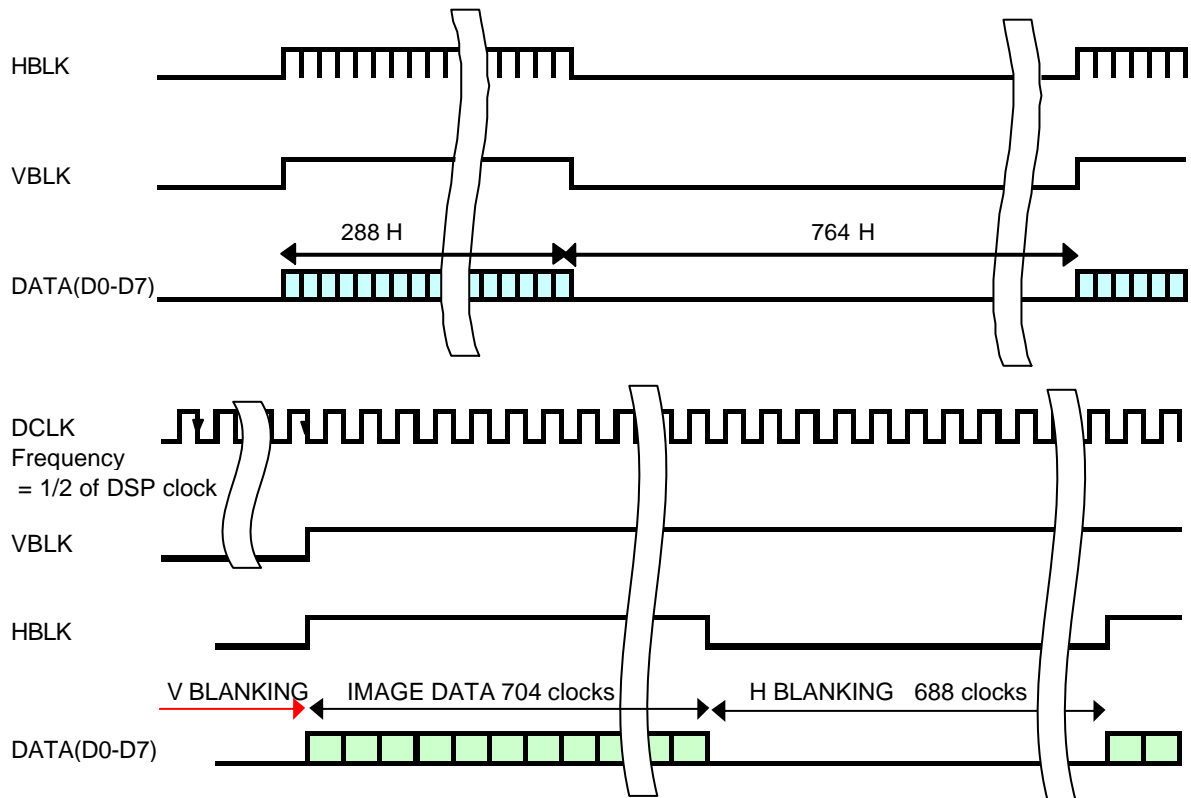 HBLK
VBLK
288 H
764 H
DATA(D0-D7)
DCLK
Frequency
= 1/2 of DSP clock
VBLK
HBLK
V BLANKING
IMAGE DATA 704 clocks
H BLANKING 688 clocks
DATA(D0-D7)